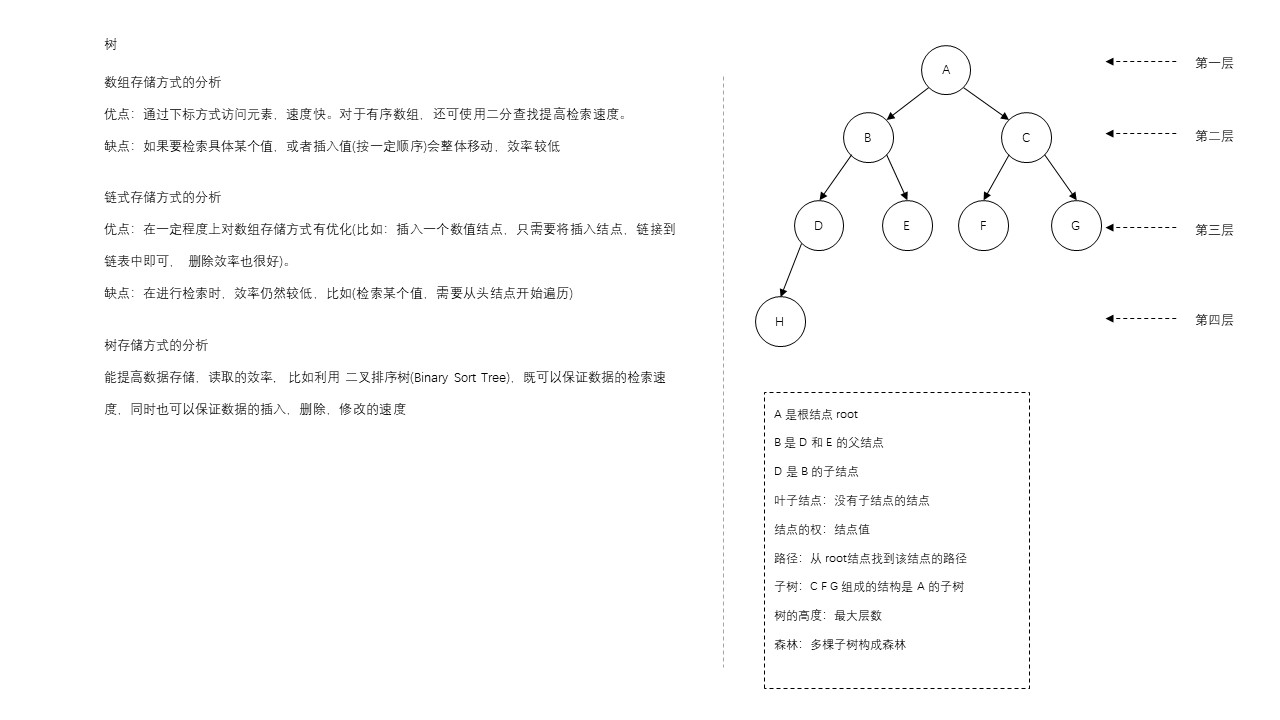 树
数组存储方式的分析
优点：通过下标方式访问元素，速度快。对于有序数组，还可使用二分查找提高检索速度。
缺点：如果要检索具体某个值，或者插入值(按一定顺序)会整体移动，效率较低
链式存储方式的分析
优点：在一定程度上对数组存储方式有优化(比如：插入一个数值结点，只需要将插入结点，链接到
链表中即可， 删除效率也很好)。
缺点：在进行检索时，效率仍然较低，比如(检索某个值，需要从头结点开始遍历)
树存储方式的分析
能提高数据存储，读取的效率， 比如利用 二叉排序树(Binary Sort Tree)，既可以保证数据的检索速
度，同时也可以保证数据的插入，删除，修改的速度
A
第一层
B
C
第二层
D
E
F
G
第三层
H
第四层
A 是根结点 root
B 是 D 和 E 的父结点
D 是 B 的子结点
叶子结点：没有子结点的结点
结点的权：结点值
路径：从 root结点找到该结点的路径
子树：C F G 组成的结构是 A 的子树
树的高度：最大层数
森林：多棵子树构成森林